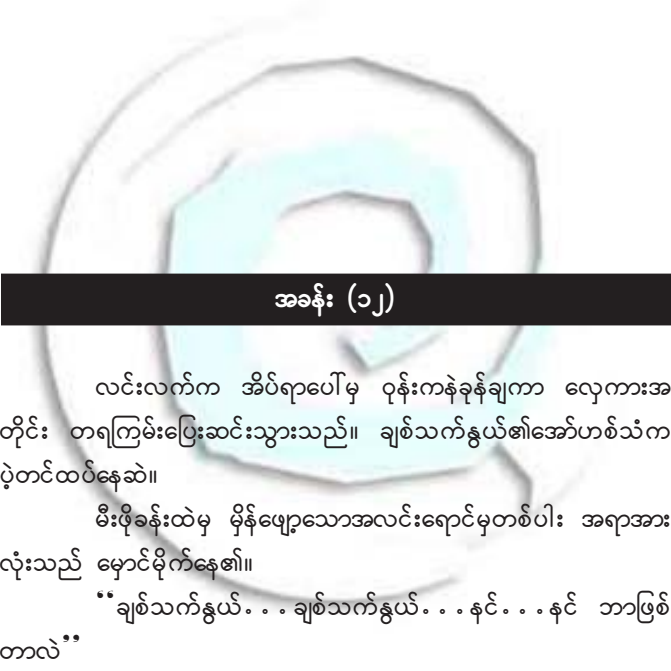 အခန်း (၁၂)
လင်းလက်က အိပ်ရာပေါ်မှ ဝုန်းကနဲခုန်ချကာ လှေကားအ
တိုင်း တရကြမ်းပြေးဆင်းသွားသည်။ ချစ်သက်နွယ်၏အော်ဟစ်သံက
ပဲ့တင်ထပ်နေဆဲ။
မီးဖိုခန်းထဲမှ မှိန်ဖျော့သောအလင်းရောင်မှတစ်ပါး အရာအား
လုံးသည် မှောင်မိုက်နေ၏။
“ချစ်သက်နွယ်. . . ချစ်သက်နွယ်. . . နင်. . . နင် ဘာဖြစ်
တာလဲ”